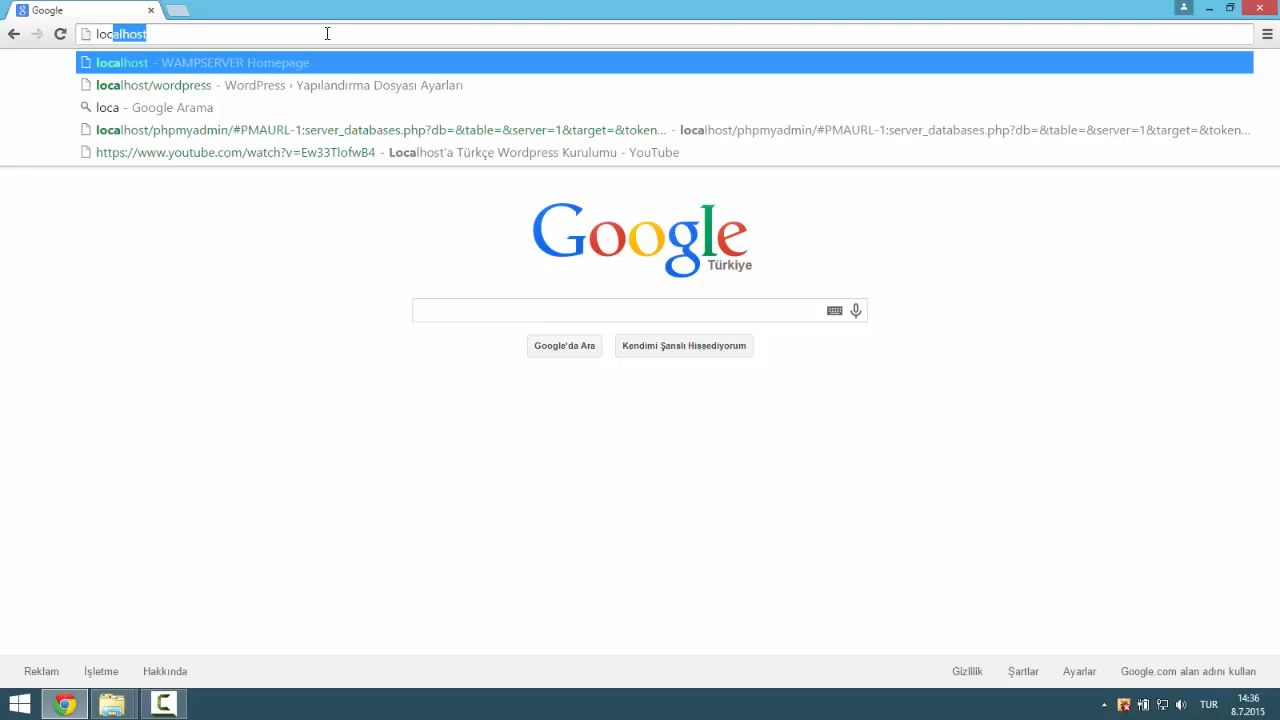 Google
localhost
localhost - WAMPSERVER Homepage
localhost/wordpress - WordPress › Yapılandırma Dosyası Ayarları
loca - Google Arama
localhost/phpmyadmin/#PMAURL-1:server_databases.php?db=&table=&server=1&target=&token... - localhost/phpmyadmin/#PMAURL-1:server_databases.php?db=&table=&server=1&target=&token...
https://www.youtube.com/watch?v=Ew33TlofwB4 - Localhost'a Türkçe Wordpress Kurulumu - YouTube
Google
Türkiye
Google'da Ara Kendimi Şanslı Hissediyorum
Reklam İşletme Hakkında Gizlilik Şartlar Ayarlar Google.com alan adını kullan
TUR 14:36
8.7.2015